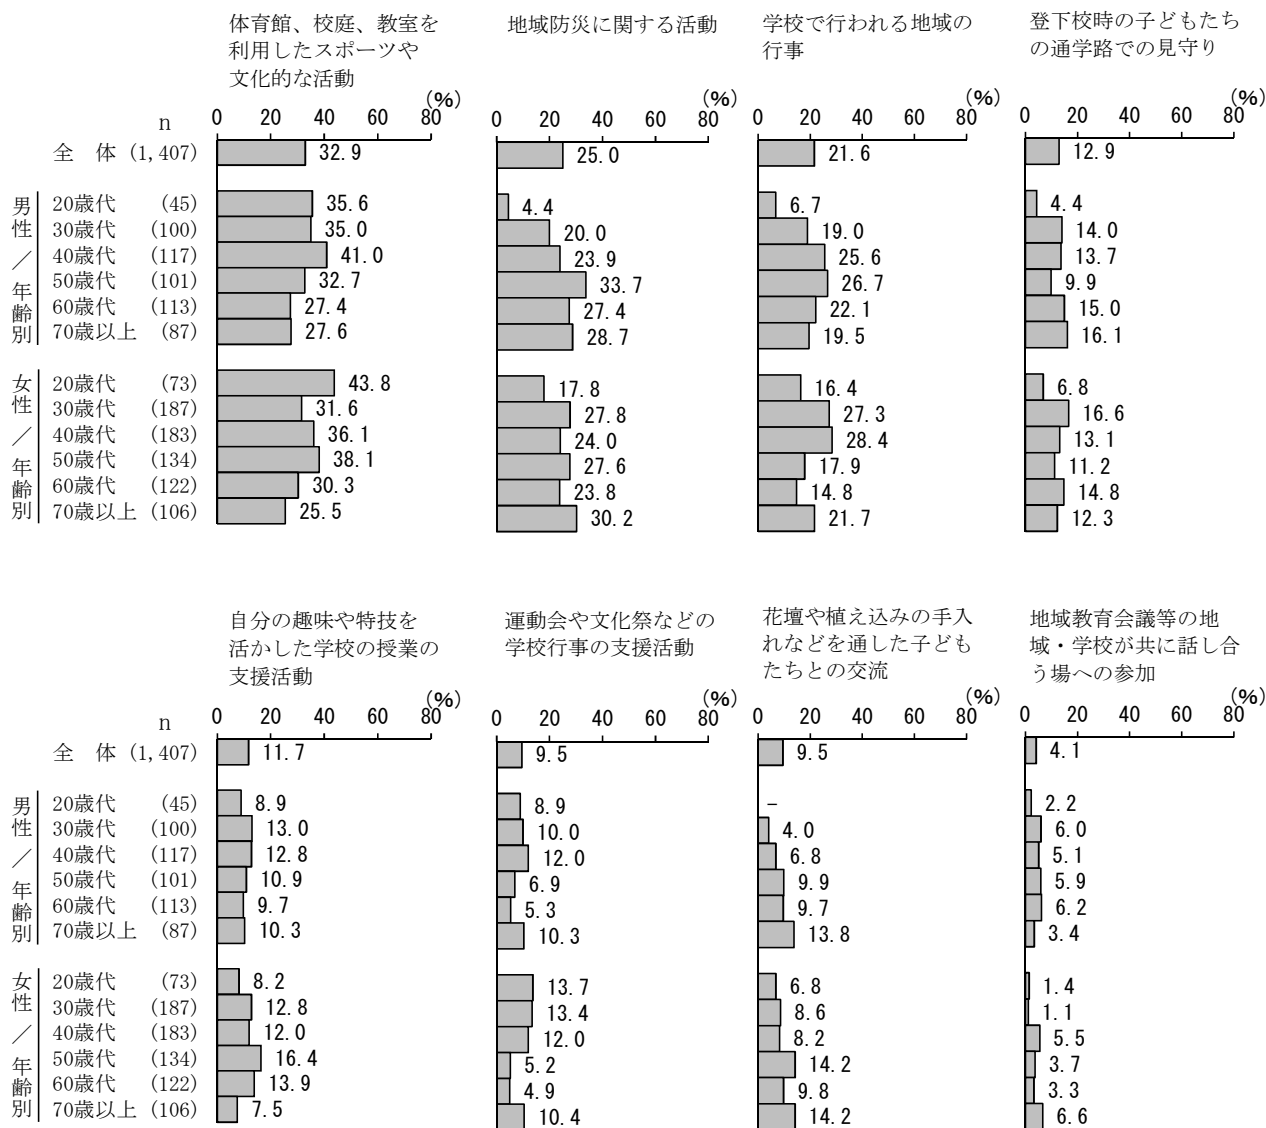 体育館、校庭、教室を
利用したスポーツや
文化的な活動
地域防災に関する活動
学校で行われる地域の
行事
登下校時の子どもたち
の通学路での見守り
(%) (%) (%) (%)
n 0 20 40 60 80 0 20 40 60 80 0 20 40 60 80 0 20 40 60 80
全 体 (1,407) 32.9 25.0 21.6 12.9
男性/年齢別
20歳代 (45) 35.6 4.4 6.7 4.4
30歳代 (100) 35.0 20.0 19.0 14.0
40歳代 (117) 41.0 23.9 25.6 13.7
50歳代 (101) 32.7 33.7 26.7 9.9
60歳代 (113) 27.4 27.4 22.1 15.0
70歳以上 (87) 27.6 28.7 19.5 16.1
女性/年齢別
20歳代 (73) 43.8 17.8 16.4 6.8
30歳代 (187) 31.6 27.8 27.3 16.6
40歳代 (183) 36.1 24.0 28.4 13.1
50歳代 (134) 38.1 27.6 17.9 11.2
60歳代 (122) 30.3 23.8 14.8 14.8
70歳以上 (106) 25.5 30.2 21.7 12.3
自分の趣味や特技を
活かした学校の授業の
支援活動
運動会や文化祭などの
学校行事の支援活動
花壇や植え込みの手入
れなどを通した子ども
たちとの交流
地域教育会議等の地
域・学校が共に話し合
う場への参加
(%) (%) (%) (%)
n 0 20 40 60 80 0 20 40 60 80 0 20 40 60 80 0 20 40 60 80
全 体 (1,407) 11.7 9.5 9.5 4.1
男性/年齢別
20歳代 (45) 8.9 8.9 – 2.2
30歳代 (100) 13.0 10.0 4.0 6.0
40歳代 (117) 12.8 12.0 6.8 5.1
50歳代 (101) 10.9 6.9 9.9 5.9
60歳代 (113) 9.7 5.3 9.7 6.2
70歳以上 (87) 10.3 10.3 13.8 3.4
女性/年齢別
20歳代 (73) 8.2 13.7 6.8 1.4
30歳代 (187) 12.8 13.4 8.6 1.1
40歳代 (183) 12.0 12.0 8.2 5.5
50歳代 (134) 16.4 5.2 14.2 3.7
60歳代 (122) 13.9 4.9 9.8 3.3
70歳以上 (106) 7.5 10.4 14.2 6.6